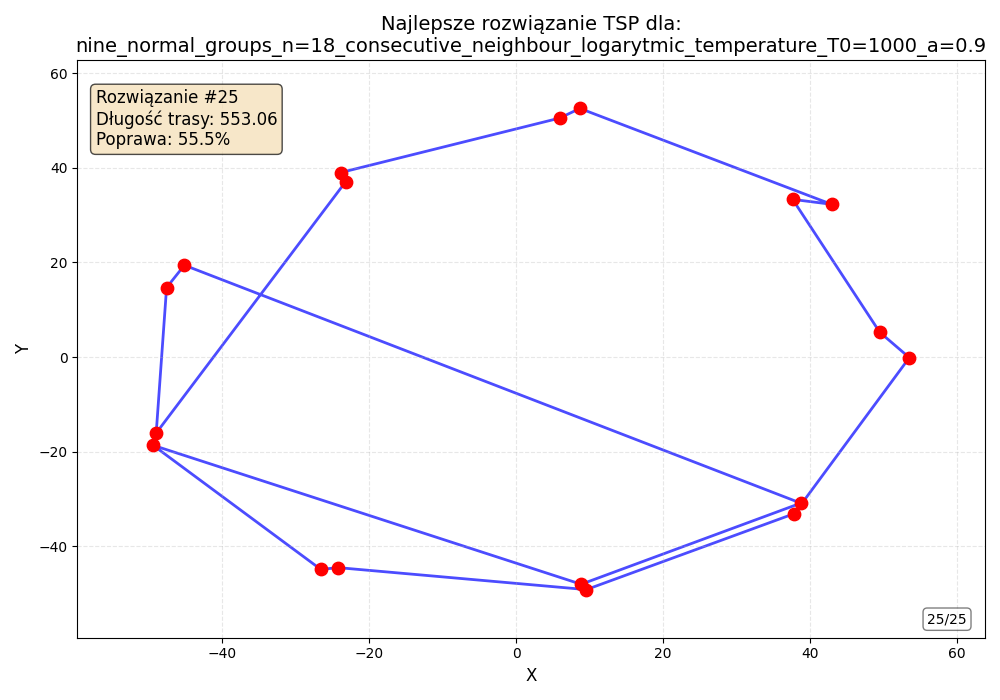 Najlepsze rozwiązanie TSP dla:
nine_normal_groups_n=18_consecutive_neighbour_logarytmic_temperature_T0=1000_a=0.9
Rozwiązanie #25
Długość trasy: 553.06
Poprawa: 55.5%
60
40
20
0
−20
−40
Y
25/25
−40
−20
0
20
40
60
X